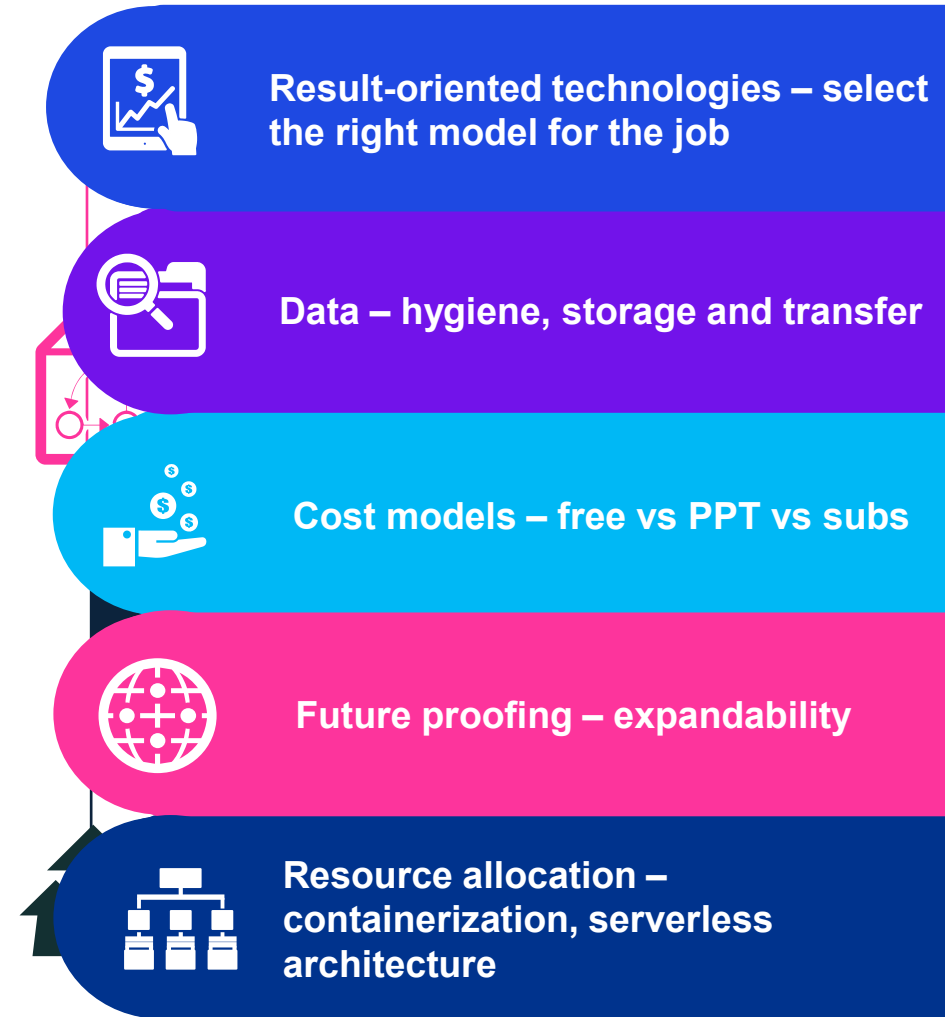 $
Result-oriented technologies – select
the right model for the job
Data – hygiene, storage and transfer
$
$
$
$
Cost models – free vs PPT vs subs
Future proofing – expandability
Resource allocation –
containerization, serverless
architecture